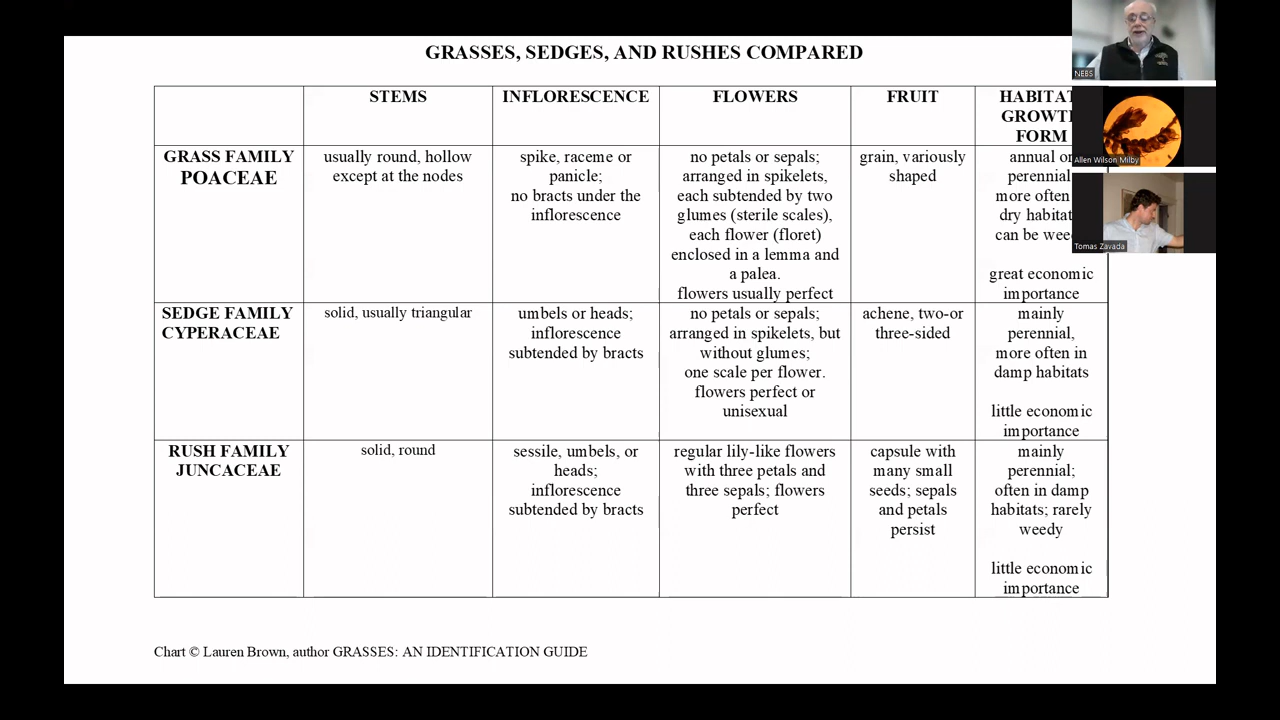 GRASSES, SEDGES, AND RUSHES COMPARED
STEMS
INFLORESCENCE
FLOWERS
FRUIT
GROWT
FORM
GRASS FAMILY
POACEAE
usually round, hollow
except at the nodes
spike, raceme or
panicle;
no bracts under the
inflorescence
no petals or sepals;
arranged in spikelets,
each subtended by two
glumes (sterile scales),
each flower (floret)
enclosed in a lemma and
a palea.
flowers usually perfect
grain, variously
shaped
annual or
perennial
more often
dry habitat
can be wee
great economic
importance
SEDGE FAMILY
CYPERACEAE
solid, usually triangular
umbels or heads;
inflorescence
subtended by bracts
no petals or sepals;
arranged in spikelets, but
without glumes;
one scale per flower.
flowers perfect or
unisexual
achene, two-or
three-sided
mainly
perennial,
more often in
damp habitats
little economic
importance
RUSH FAMILY
JUNCACEAE
solid, round
sessile, umbels, or
heads;
inflorescence
subtended by bracts
regular lily-like flowers
with three petals and
three sepals; flowers
perfect
capsule with
many small
seeds; sepals
and petals
persist
mainly
perennial;
often in damp
habitats; rarely
weedy
little economic
importance
Chart © Lauren Brown, author GRASSES: AN IDENTIFICATION GUIDE
NEBS
Allen Wilson Milby
Tomas Zavada